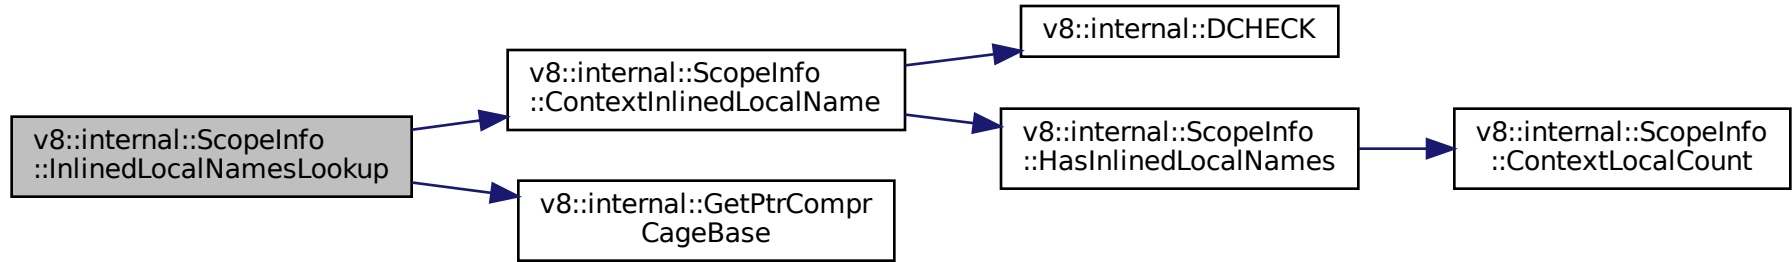 v8::internal::ScopeInfo
::InlinedLocalNamesLookup
v8::internal::ScopeInfo
::ContextInlinedLocalName
v8::internal::DCHECK
v8::internal::ScopeInfo
::HasInlinedLocalNames
v8::internal::ScopeInfo
::ContextLocalCount
v8::internal::GetPtrCompr
CageBase